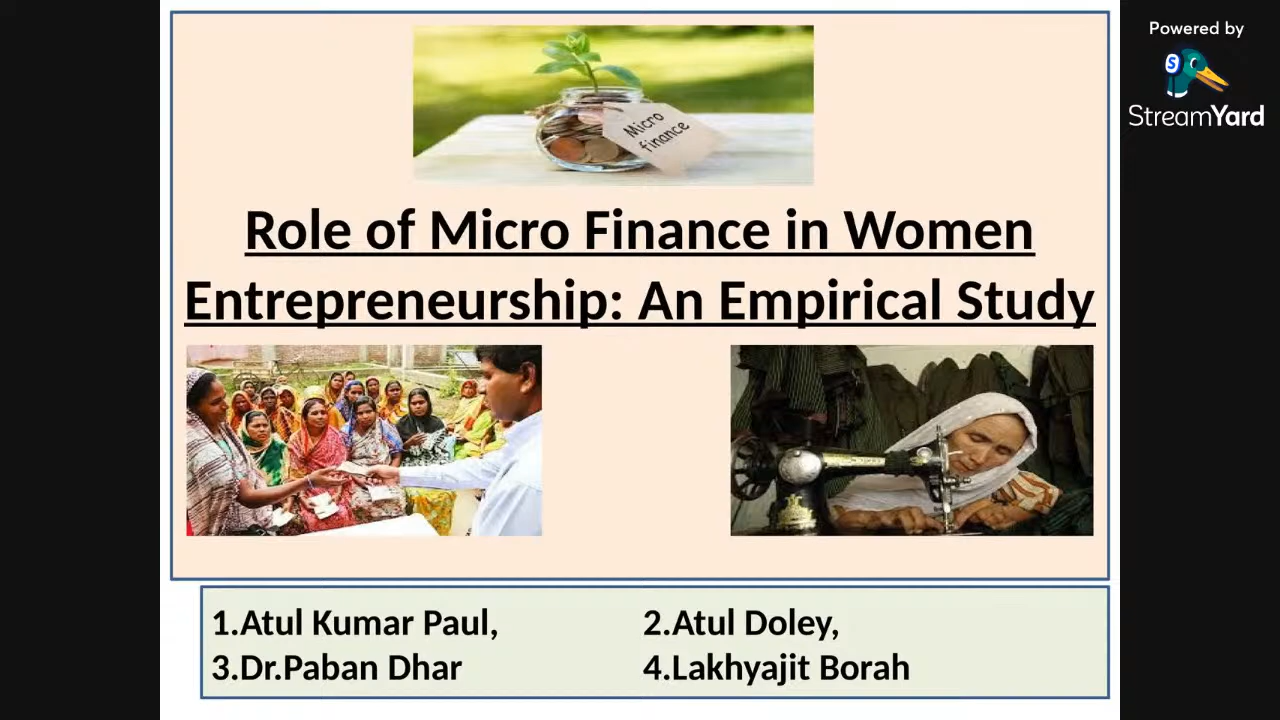 Powered by
StreamYard
Micro
finance
Role of Micro Finance in Women
Entrepreneurship: An Empirical Study
1.Atul Kumar Paul, 2.Atul Doley,
3.Dr.Paban Dhar 4.Lakhyajit Borah